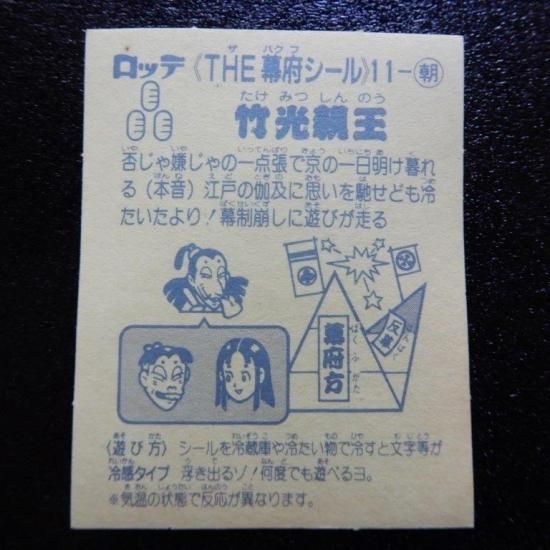 ロッテ 《THE 幕府シール》11-朝
竹光親王
否じゃ嫌じゃの一点張で京の一日明け暮れ
る(本音)江戸の伽及に思いを馳せども冷
たいたより!幕制崩しに遊びが走る
幕府方
反幕
〈遊び方〉シールを冷蔵庫や冷たい物で冷すと文字等が
冷感タイプ 浮き出るゾ!何度でも遊べるヨ。
※気温の状態で反応が異なります。